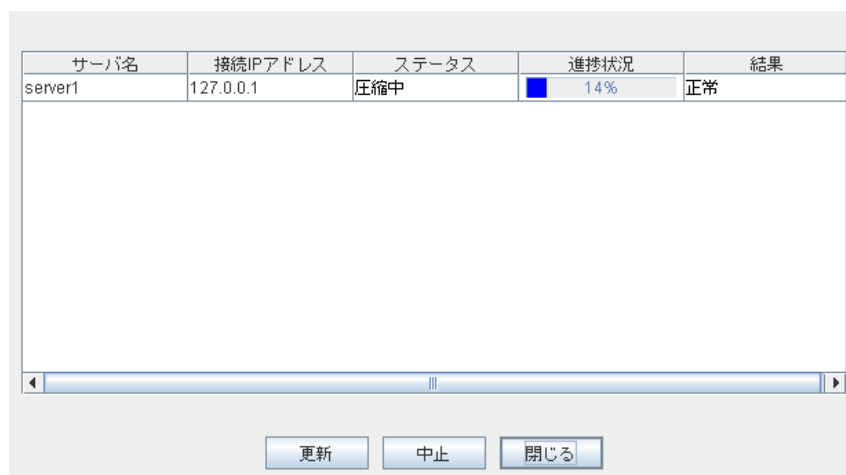 サーバ名 接続IPアドレス ステータス 進捗状況 結果
server1 127.0.0.1 圧縮中 14% 正常
更新 中止 閉じる